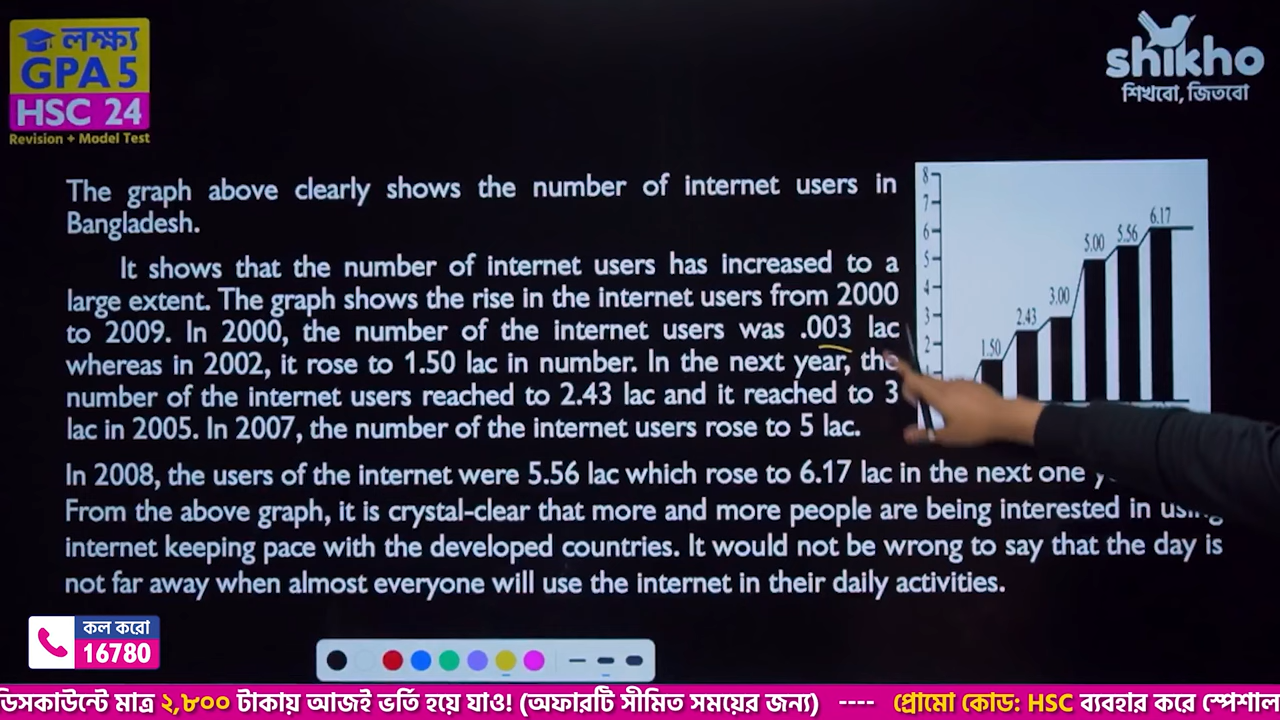 লক্ষ্য
GPA 5
HSC 24
Revision + Model Test
shikho
শিখবো, জিতবো
The graph above clearly shows the number of internet users in
Bangladesh.
It shows that the number of internet users has increased to a
large extent. The graph shows the rise in the internet users from 2000
to 2009. In 2000, the number of the internet users was .003 lac
whereas in 2002, it rose to 1.50 lac in number. In the next year, the
number of the internet users reached to 2.43 lac and it reached to 3
lac in 2005. In 2007, the number of the internet users rose to 5 lac.
In 2008, the users of the internet were 5.56 lac which rose to 6.17 lac in the next one
From the above graph, it is crystal-clear that more and more people are being interested in using
internet keeping pace with the developed countries. It would not be wrong to say that the day is
not far away when almost everyone will use the internet in their daily activities.
8
7
6
5
4
3
2
1.50
2.43
3.00
5.00
5.56
6.17
কল করো
16780
ডিসকাউন্টে মাত্র ২,৮০০ টাকায় আজই ভর্তি হয়ে যাও! (অফারটি সীমিত সময়ের জন্য) ---- প্রোমো কোড: HSC ব্যবহার করে স্পেশাল